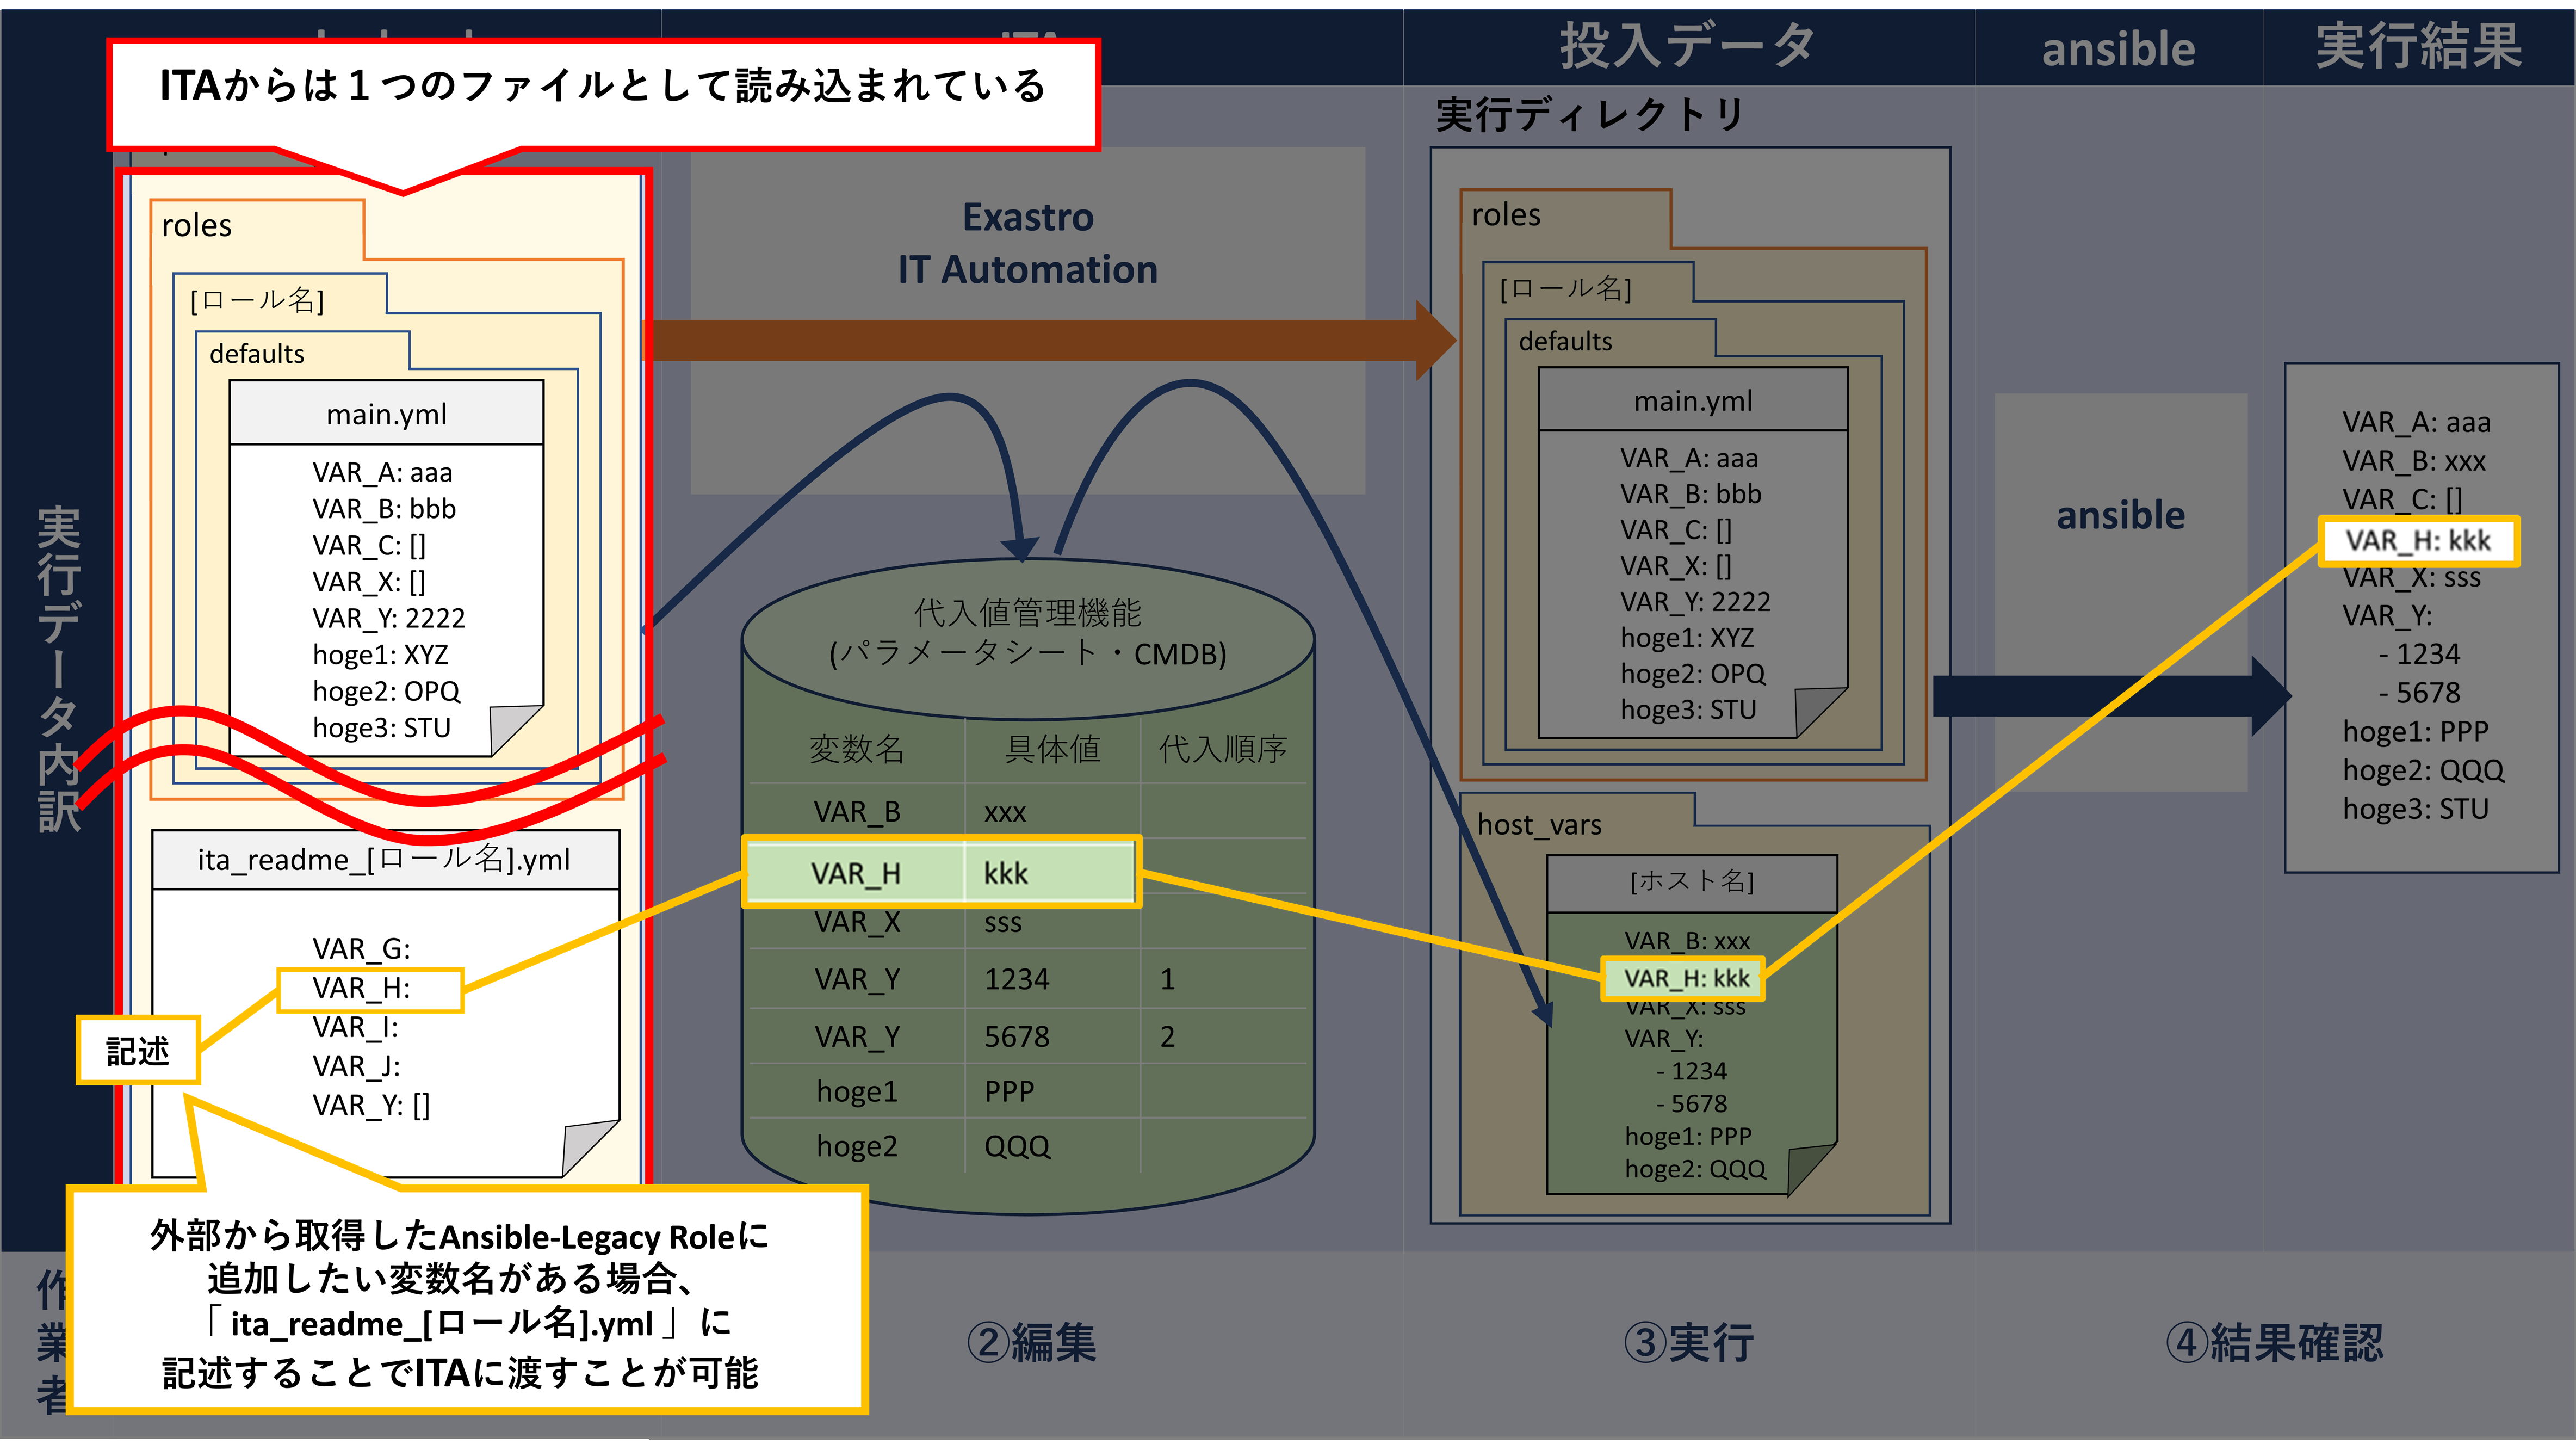 投入データ
ansible
実行結果
ITAからは１つのファイルとして読み込まれている
実行データ内訳
roles
[ロール名]
defaults
main.yml
VAR_A: aaa
VAR_B: bbb
VAR_C: []
VAR_X: []
VAR_Y: 2222
hoge1: XYZ
hoge2: OPQ
hoge3: STU
ita_readme_[ロール名].yml
VAR_G:
VAR_H:
VAR_I:
VAR_J:
VAR_Y: []
記述
外部から取得したAnsible-Legacy Roleに
追加したい変数名がある場合、
「 ita_readme_[ロール名].yml 」に
記述することでITAに渡すことが可能
Exastro
IT Automation
代入値管理機能
(パラメータシート・CMDB)
変数名 具体値 代入順序
VAR_B xxx
VAR_H kkk
VAR_X sss
VAR_Y 1234 1
VAR_Y 5678 2
hoge1 PPP
hoge2 QQQ
実行ディレクトリ
roles
[ロール名]
defaults
main.yml
VAR_A: aaa
VAR_B: bbb
VAR_C: []
VAR_X: []
VAR_Y: 2222
hoge1: XYZ
hoge2: OPQ
hoge3: STU
host_vars
[ホスト名]
VAR_B: xxx
VAR_H: kkk
VAR_X: sss
VAR_Y:
- 1234
- 5678
hoge1: PPP
hoge2: QQQ
ansible
VAR_A: aaa
VAR_B: xxx
VAR_C: []
VAR_H: kkk
VAR_X: sss
VAR_Y:
- 1234
- 5678
hoge1: PPP
hoge2: QQQ
hoge3: STU
作業者
②編集
③実行
④結果確認